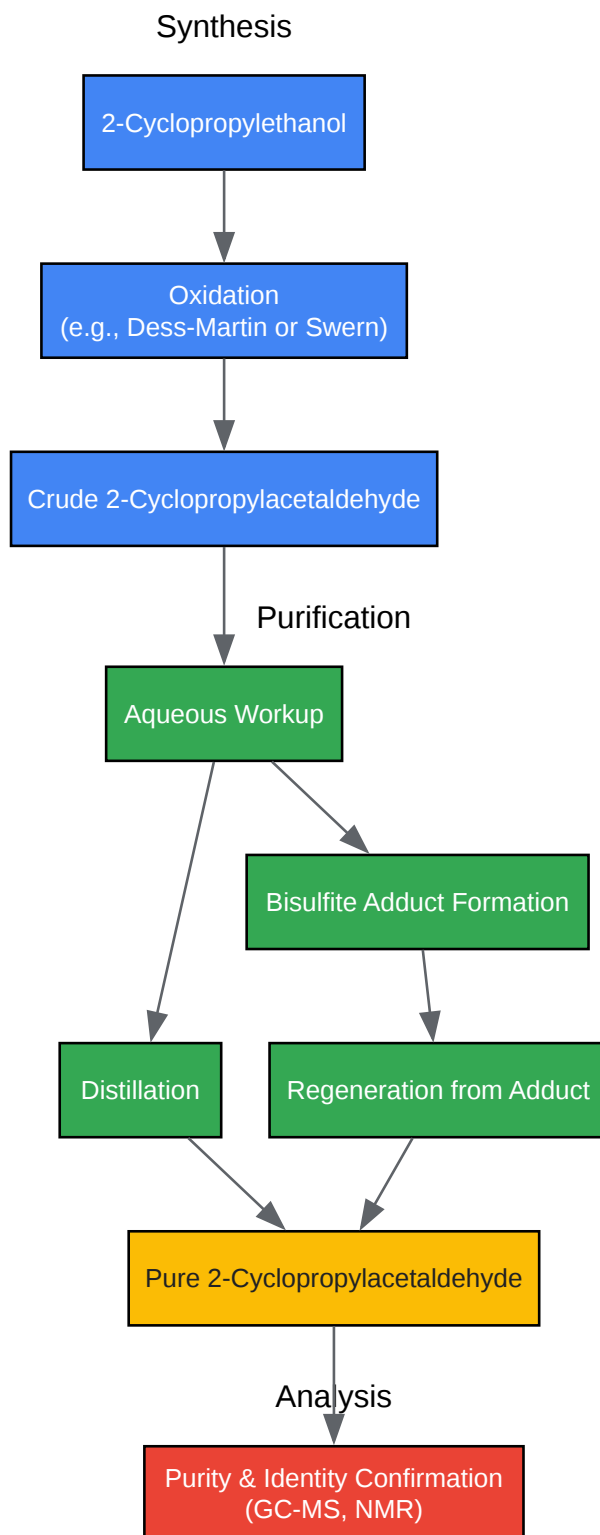 Synthesis
2-Cyclopropylethanol
Oxidation
(e.g., Dess-Martin or Swern)
Crude 2-Cyclopropylacetaldehyde
Purification
Aqueous Workup
Bisulfite Adduct Formation
Distillation
Regeneration from Adduct
Pure 2-Cyclopropylacetaldehyde
Analysis
Purity & Identity Confirmation
(GC-MS, NMR)